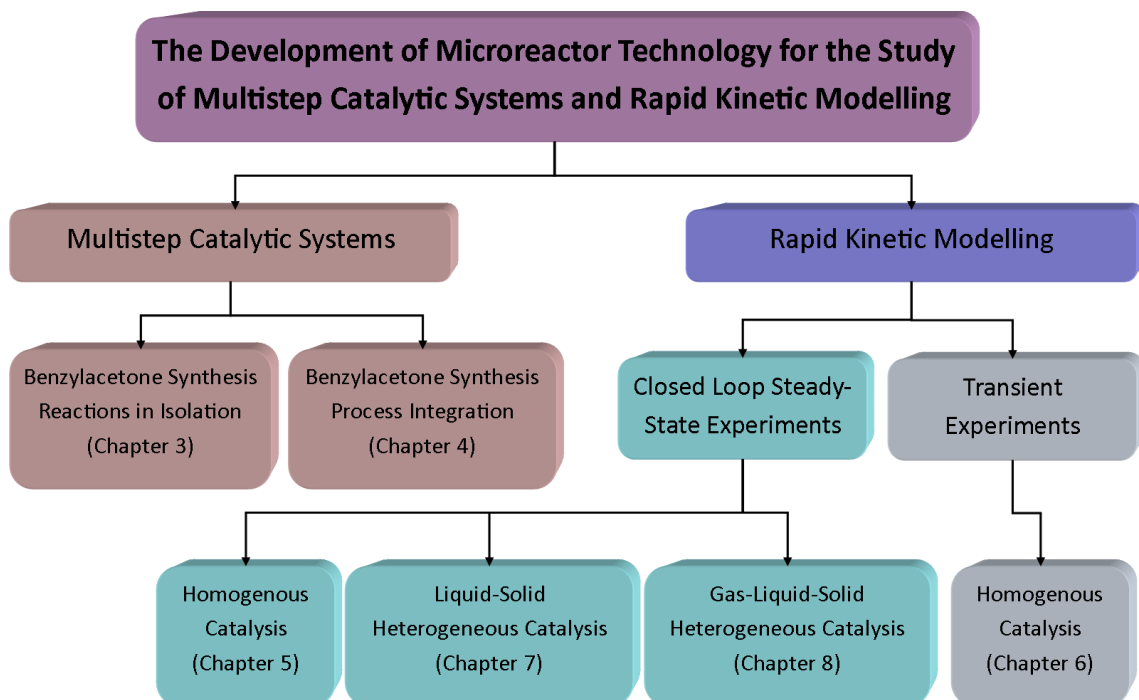 The Development of Microreactor Technology for the Study
of Multistep Catalytic Systems and Rapid Kinetic Modelling
Multistep Catalytic Systems
Rapid Kinetic Modelling
Benzylacetone Synthesis
Reactions in Isolation
(Chapter 3)
Benzylacetone Synthesis
Process Integration
(Chapter 4)
Closed Loop Steady-
State Experiments
Transient
Experiments
Homogenous
Catalysis
(Chapter 5)
Liquid-Solid
Heterogeneous Catalysis
(Chapter 7)
Gas-Liquid-Solid
Heterogeneous Catalysis
(Chapter 8)
Homogenous
Catalysis
(Chapter 6)